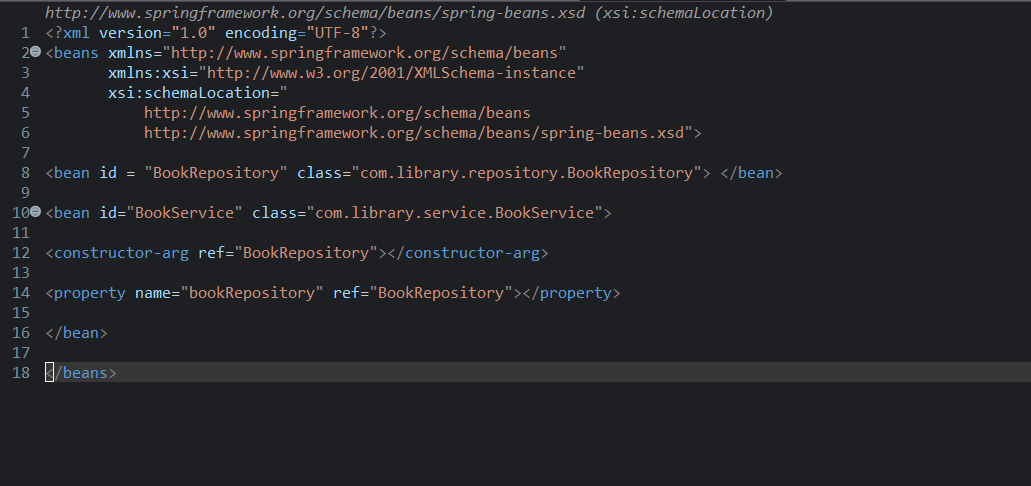 http://www.springframework.org/schema/beans/spring-beans.xsd (xsi:schemaLocation)
1 <?xml version="1.0" encoding="UTF-8"?>
2 <beans xmlns="http://www.springframework.org/schema/beans"
3 xmlns:xsi="http://www.w3.org/2001/XMLSchema-instance"
4 xsi:schemaLocation="
5 http://www.springframework.org/schema/beans
6 http://www.springframework.org/schema/beans/spring-beans.xsd">
7
8 <bean id = "BookRepository" class="com.library.repository.BookRepository"> </bean>
9
10 <bean id="BookService" class="com.library.service.BookService">
11
12 <constructor-arg ref="BookRepository"></constructor-arg>
13
14 <property name="bookRepository" ref="BookRepository"></property>
15
16 </bean>
17
18 </beans>